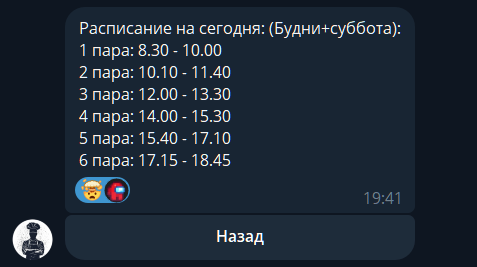 Расписание на сегодня: (Будни+суббота):
1 пара: 8.30 - 10.00
2 пара: 10.10 - 11.40
3 пара: 12.00 - 13.30
4 пара: 14.00 - 15.30
5 пара: 15.40 - 17.10
6 пара: 17.15 - 18.45
19:41
Назад